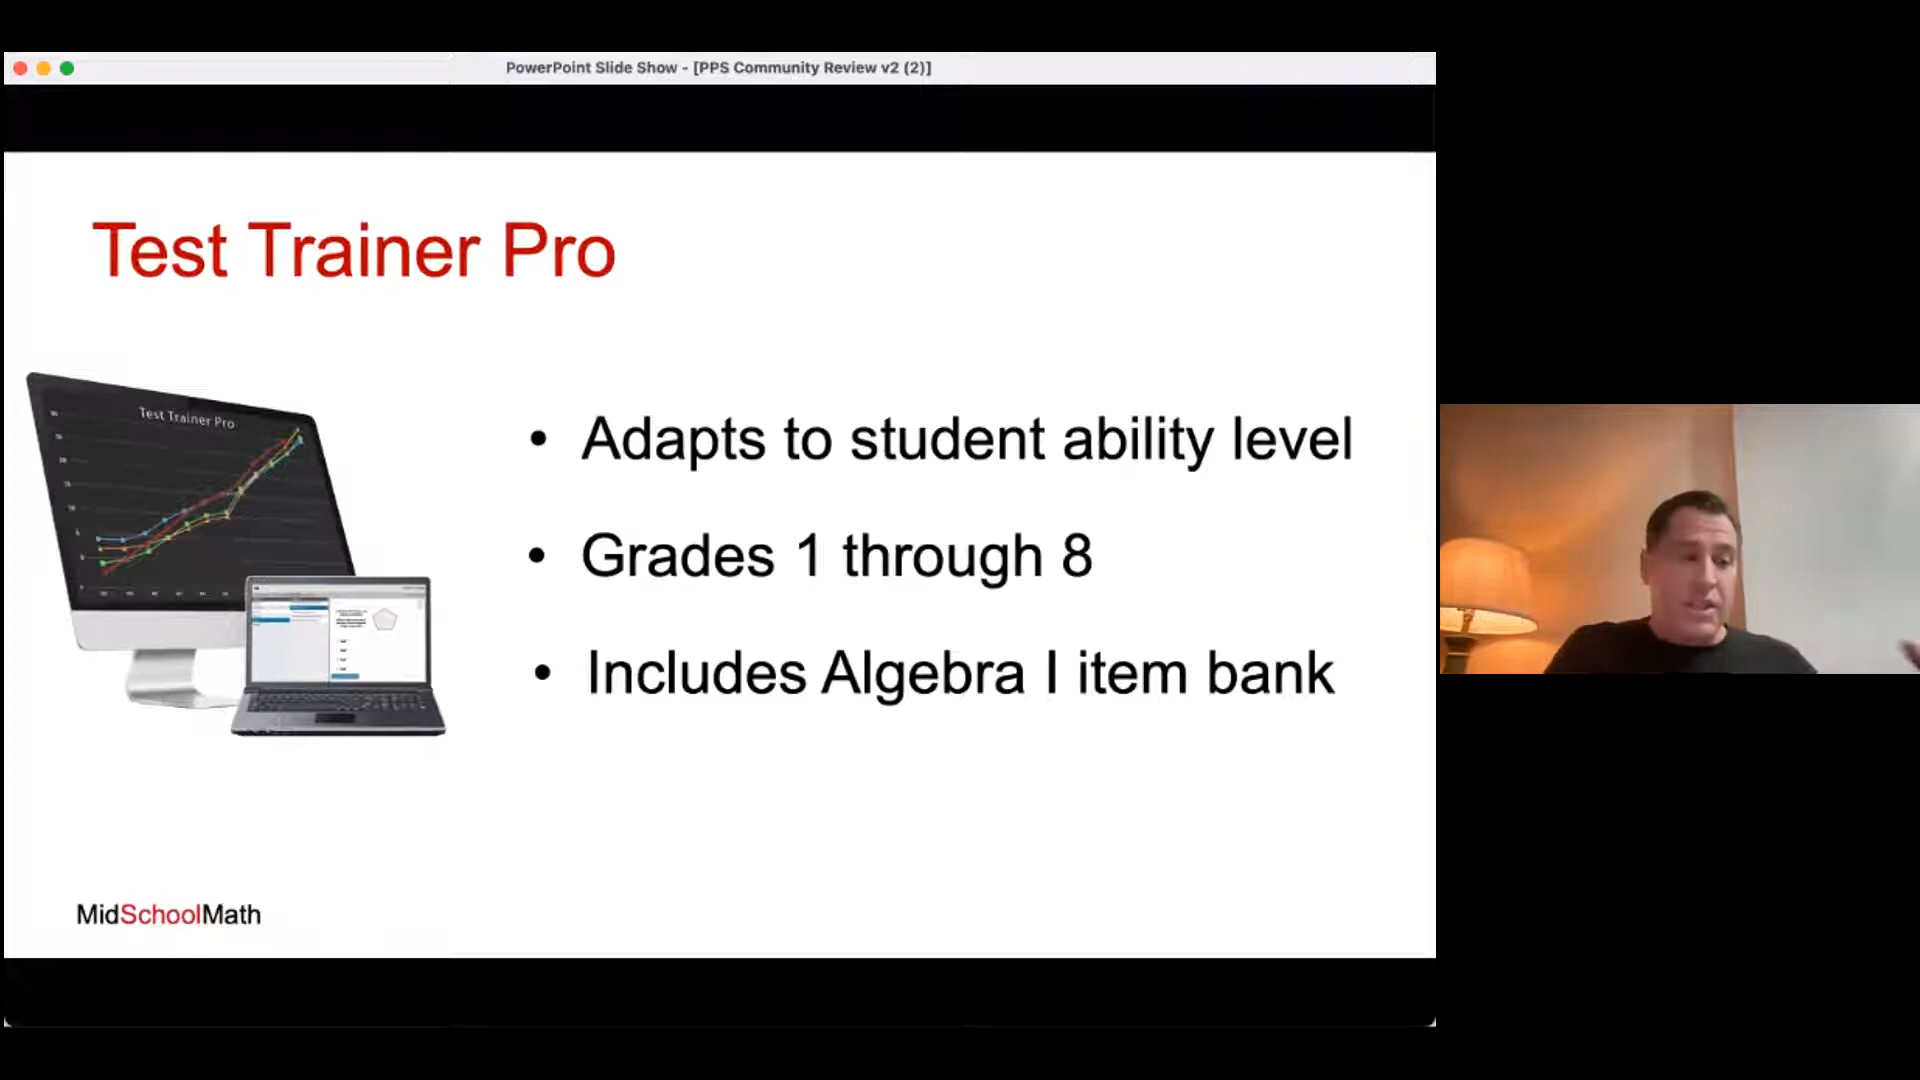 PowerPoint Slide Show - [PPS Community Review v2 (2)]
Test Trainer Pro
Test Trainer Pro
• Adapts to student ability level
• Grades 1 through 8
• Includes Algebra I item bank
MidSchoolMath